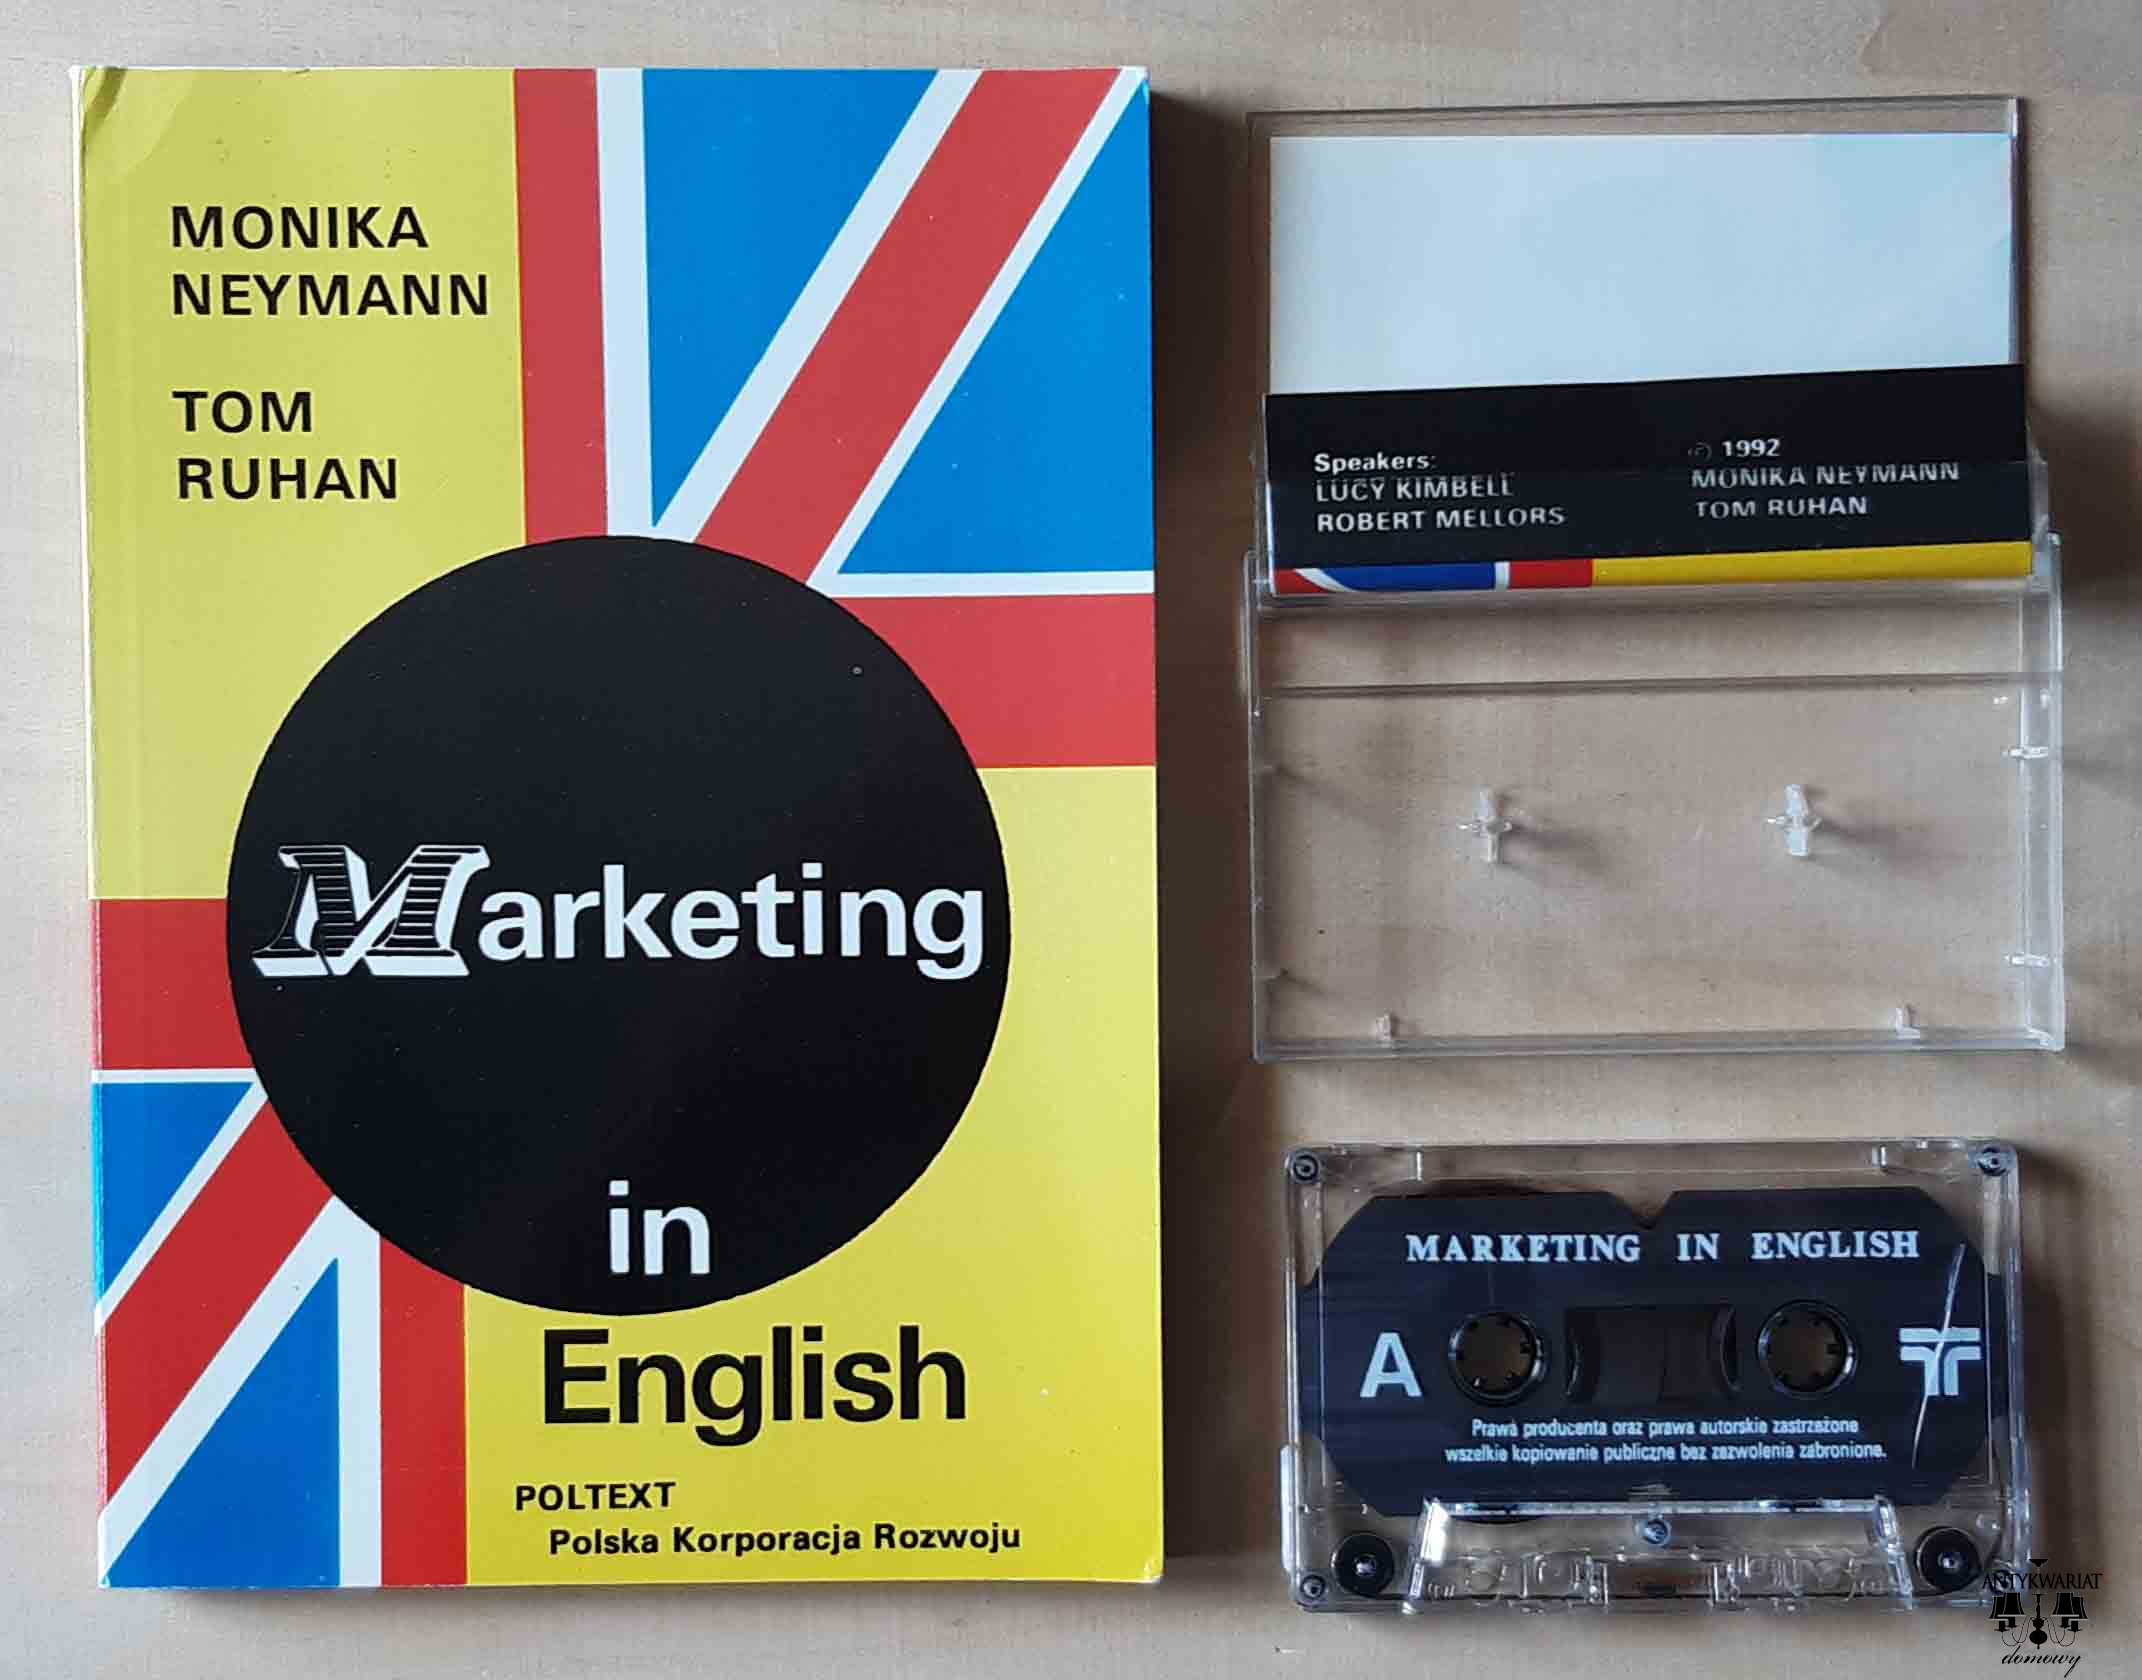 MONIKA
NEYMANN
TOM
RUHAN
Marketing
in
English
POLTEXT
Polska Korporacja Rozwoju
Speakers:
LUCY KIMBELL
ROBERT MELLORS
© 1992
MONIKA NEYMANN
TOM RUHAN
MARKETING IN ENGLISH
A
Prawa producenta oraz prawa autorskie zastrzeżone
wszelkie kopiowanie publiczne bez zezwolenia zabronione.
ANTYKWARIAT
domowy